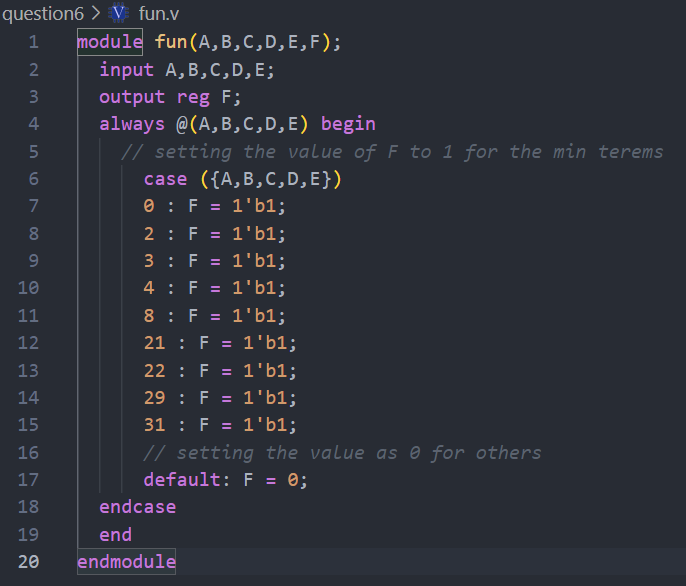 question6 > fun.v
1 module fun(A,B,C,D,E,F);
2 input A,B,C,D,E;
3 output reg F;
4 always @(A,B,C,D,E) begin
5 // setting the value of F to 1 for the min terems
6 case ({A,B,C,D,E})
7 0 : F = 1'b1;
8 2 : F = 1'b1;
9 3 : F = 1'b1;
10 4 : F = 1'b1;
11 8 : F = 1'b1;
12 21 : F = 1'b1;
13 22 : F = 1'b1;
14 29 : F = 1'b1;
15 31 : F = 1'b1;
16 // setting the value as 0 for others
17 default: F = 0;
18 endcase
19 end
20 endmodule